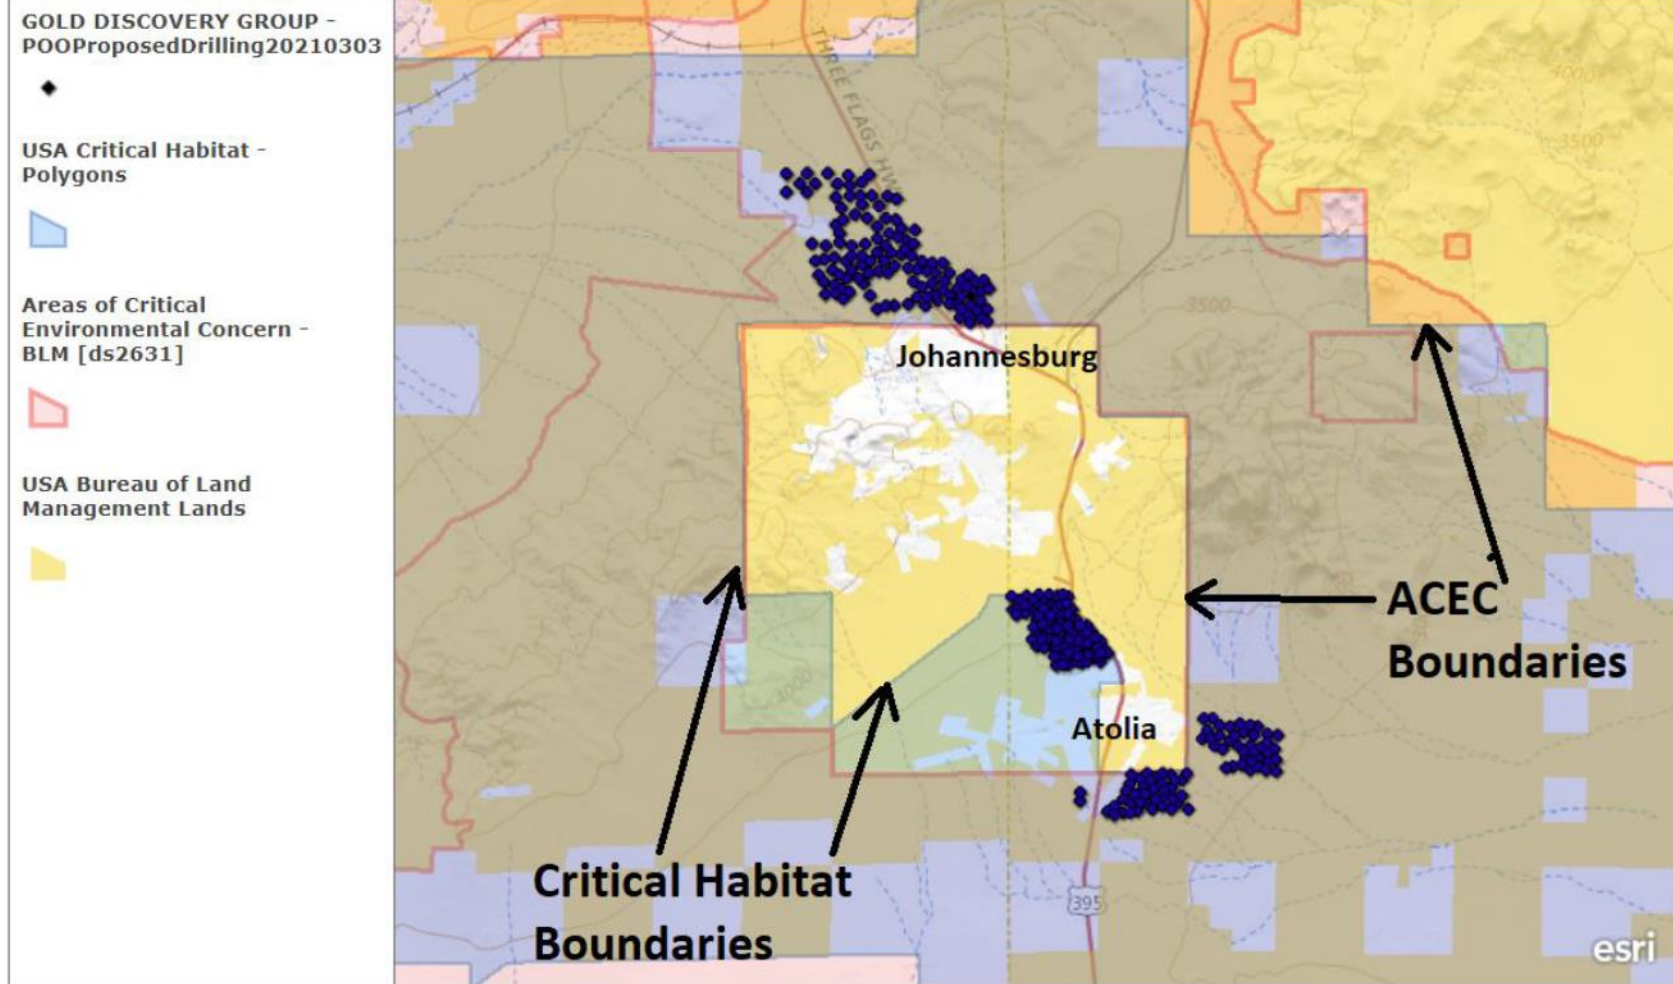 GOLD DISCOVERY GROUP -
POOProposedDrilling20210303
USA Critical Habitat -
Polygons
Areas of Critical
Environmental Concern -
BLM [ds2631]
USA Bureau of Land
Management Lands
THREE FLAGS HWY
4000
3500
3500
Johannesburg
ACEC
Boundaries
4000
Atolia
Critical Habitat
Boundaries
395
esri